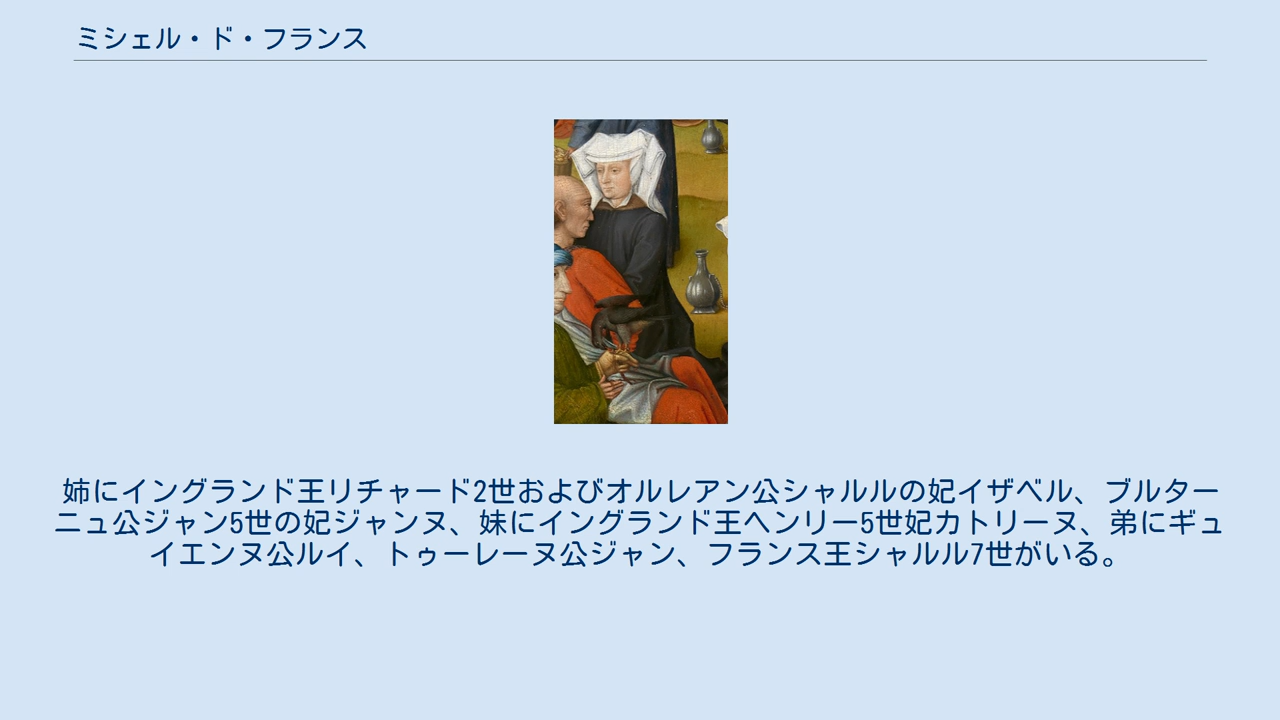 ミシェル・ド・フランス
姉にイングランド王リチャード2世およびオルレアン公シャルルの妃イザベル、ブルター
ニュ公ジャン5世の妃ジャンヌ、妹にイングランド王ヘンリー5世妃カトリーヌ、弟にギュ
イエンヌ公ルイ、トゥーレーヌ公ジャン、フランス王シャルル7世がいる。